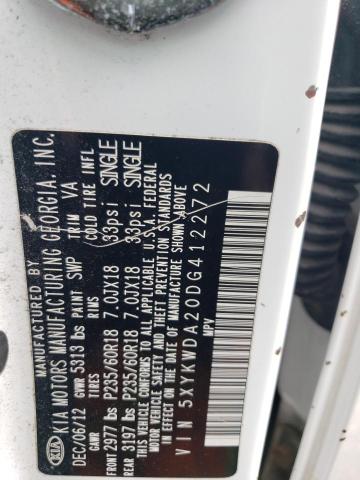 KIA
MANUFACTURED BY
KIA MOTORS MANUFACTURING GEORGIA, INC.
DEC/06/12 GVWR 5313 lbs PAINT SWP TRIM VA
GAWR TIRES RIMS COLD TIRE INFL
FRONT 2977 lbs P235/60R18 7.0JX18 33psi SINGLE
REAR 3197 lbs P235/60R18 7.0JX18 33psi SINGLE
THIS VEHICLE CONFORMS TO ALL APPLICABLE U.S.A. FEDERAL
MOTOR VEHICLE SAFETY AND THEFT PREVENTION STANDARDS
IN EFFECT ON THE DATE OF MANUFACTURE SHOWN ABOVE.
VIN 5XYKWDA20DG412272
MPV